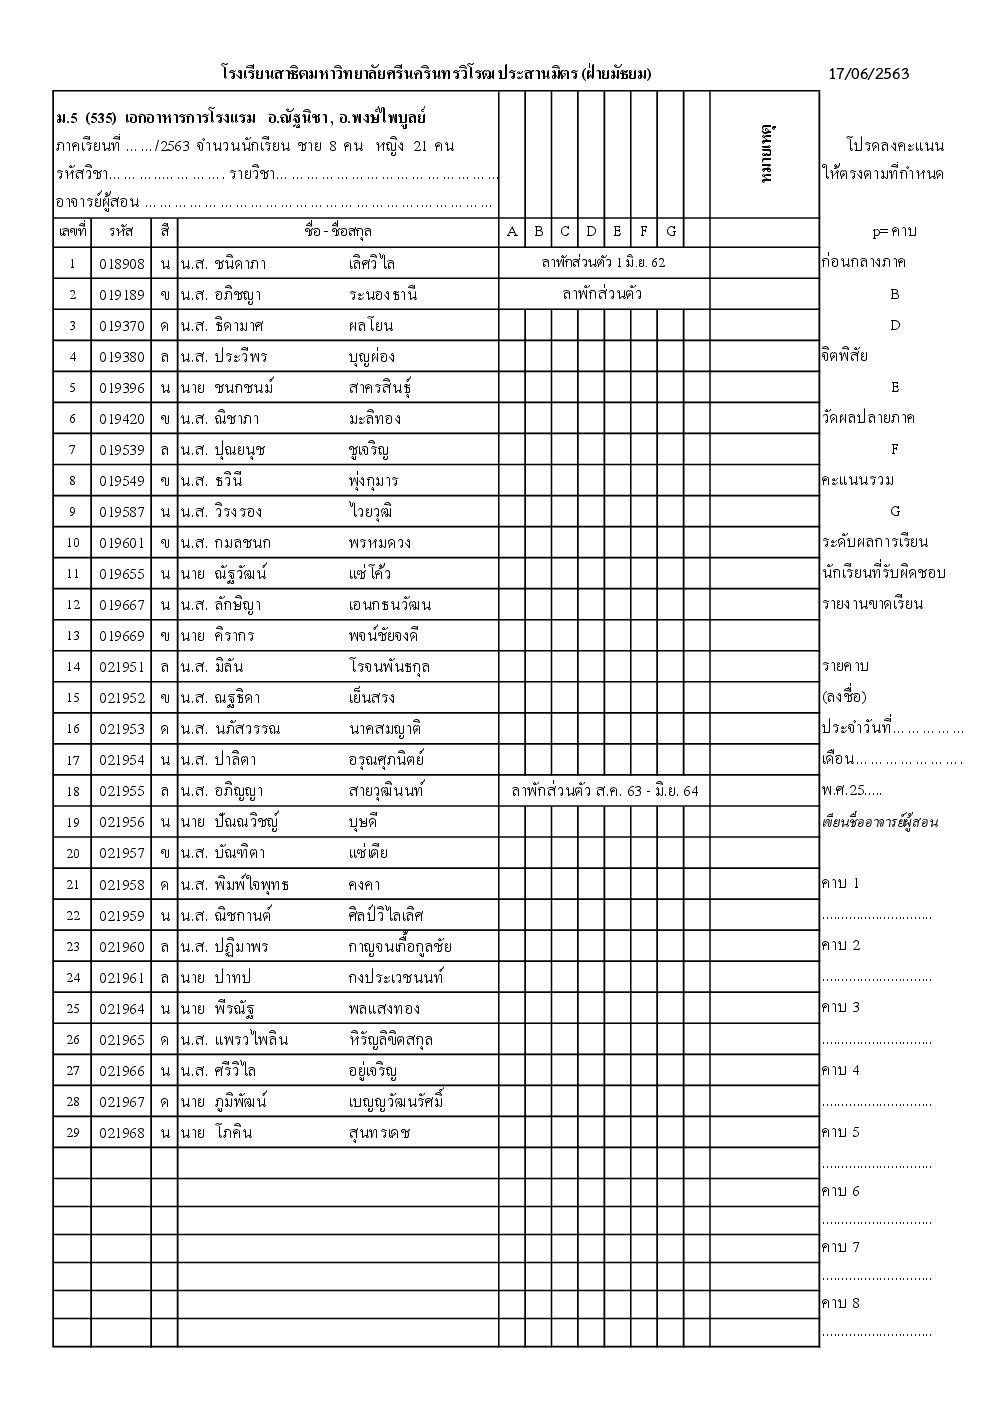 โรงเรียนสาธิตมหาวิทยาลัยศรีนครินทรวิโรฒ ประสานมิตร (ฝ่ายมัธยม) 17/06/2563
ม.5 (535) เอกอาหารการโรงแรม อ.ณัฐนิชา , อ.พงษ์ไพบูลย์
ภาคเรียนที่ ……/2563 จำนวนนักเรียน ชาย 8 คน หญิง 21 คน
รหัสวิชา…………………. รายวิชา……………………………………
อาจารย์ผู้สอน …………………………………………………………
หมายเหตุ
โปรดลงคะแนน
ให้ตรงตามที่กำหนด
เลขที่ รหัส สี ชื่อ - ชื่อสกุล A B C D E F G p= คาบ
1 018908 น น.ส. ชนิดาภา เลิศวิไล ลาพักส่วนตัว 1 มิ.ย. 62 ก่อนกลางภาค
2 019189 ข น.ส. อภิชญา ระนองธานี ลาพักส่วนตัว B
3 019370 ค น.ส. ธิดามาศ ผลโยน D
4 019380 ล น.ส. ประวีพร บุญผ่อง จิตพิสัย
5 019396 น นาย ชนกชนม์ สาครสินธุ์ E
6 019420 ข น.ส. ณิชาภา มะลิทอง วัดผลปลายภาค
7 019539 ล น.ส. ปุณยนุช ชูเจริญ F
8 019549 ข น.ส. ธวินี พุ่งกุมาร คะแนนรวม
9 019587 น น.ส. วิรงรอง ไวยวุฒิ G
10 019601 ข น.ส. กมลชนก พรหมดวง ระดับผลการเรียน
11 019655 น นาย ณัฐวัฒน์ แซ่โค้ว นักเรียนที่รับผิดชอบ
12 019667 น น.ส. ลักษิญา เอนกธนวัฒน รายงานขาดเรียน
13 019669 ข นาย คิรากร พจน์ชัยจงดี
14 021951 ล น.ส. มิลัน โรจนพันธกุล รายคาบ
15 021952 ข น.ส. ณฐธิดา เย็นสรง (ลงชื่อ)
16 021953 ค น.ส. นภัสวรรณ นาคสมญาติ ประจำวันที่……………
17 021954 น น.ส. ปาลิตา อรุณศุภนิตย์ เดือน………………….
18 021955 ล น.ส. อภิญญา สายวุฒินนท์ ลาพักส่วนตัว ส.ค. 63 - มิ.ย. 64 พ.ศ.25.....
19 021956 น นาย ปัณณวิชญ์ บุษดี เขียนชื่ออาจารย์ผู้สอน
20 021957 ข น.ส. บัณฑิตา แซ่เตีย
21 021958 ค น.ส. พิมพ์ใจพุทธ คงคา คาบ 1
22 021959 น น.ส. ณิชกานต์ ศิลป์วิไลเลิศ .............................
23 021960 ล น.ส. ปฏิมาพร กาญจนเกื้อกูลชัย คาบ 2
24 021961 ล นาย ปาทป กงประเวชนนท์ .............................
25 021964 น นาย พีรณัฐ พลแสงทอง คาบ 3
26 021965 ค น.ส. แพรวไพลิน หิรัญลิขิตสกุล .............................
27 021966 น น.ส. ศรีวิไล อยู่เจริญ คาบ 4
28 021967 ค นาย ภูมิพัฒน์ เบญญวัฒนรัศมิ์ .............................
29 021968 น นาย โภคิน สุนทรเดช คาบ 5
.............................
คาบ 6
.............................
คาบ 7
.............................
คาบ 8
.............................